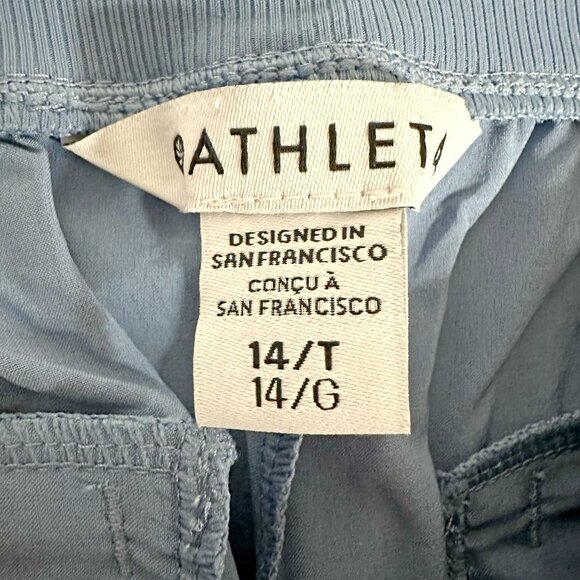 ATHLETA
DESIGNED IN
SAN FRANCISCO
CONÇU À
SAN FRANCISCO
14/T
14/G